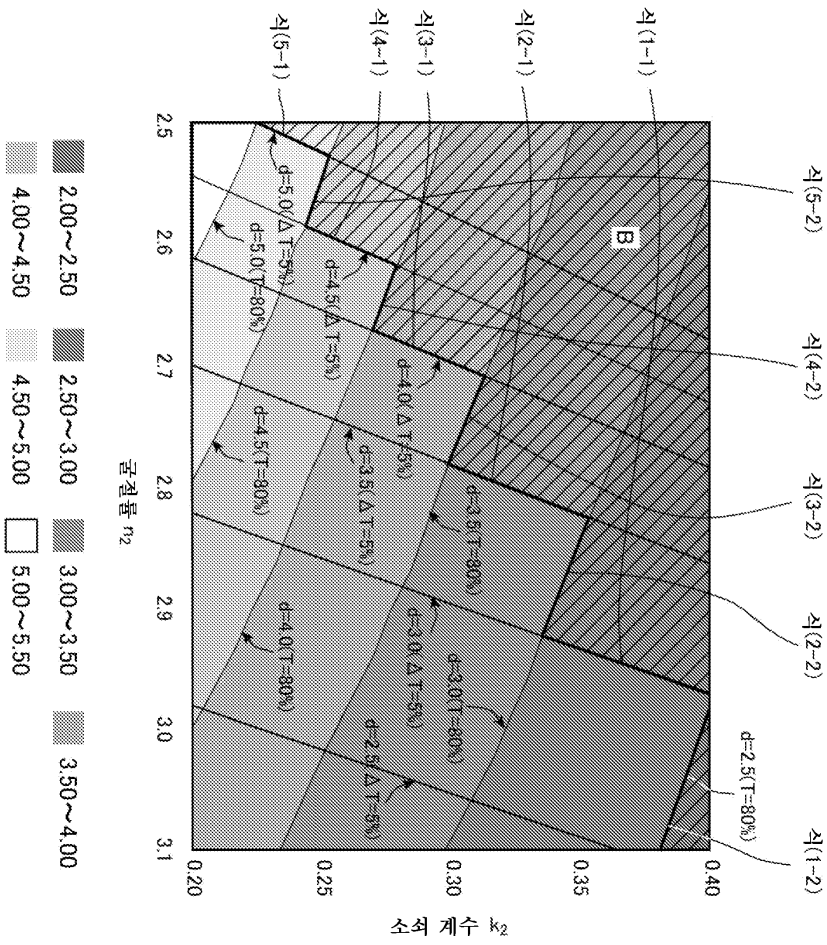 식(5-1)
식(4-1)
식(3-1)
식(2-1)
식(1-1)
식(5-2)
식(4-2)
식(3-2)
식(2-2)
식(1-2)
B
d=5.0(ΔT=5%)
d=5.0(T=80%)
d=4.5(ΔT=5%)
d=4.5(T=80%)
d=4.0(ΔT=5%)
d=3.5(ΔT=5%)
d=3.5(T=80%)
d=4.0(T=80%)
d=3.0(ΔT=5%)
d=3.0(T=80%)
d=2.5(ΔT=5%)
d=2.5(T=80%)
2.5
2.6
2.7
2.8
2.9
3.0
3.1
굴절률 n₂
0.20
0.25
0.30
0.35
0.40
소쇠 계수 k₂
2.00~2.50
2.50~3.00
3.00~3.50
3.50~4.00
4.00~4.50
4.50~5.00
5.00~5.50